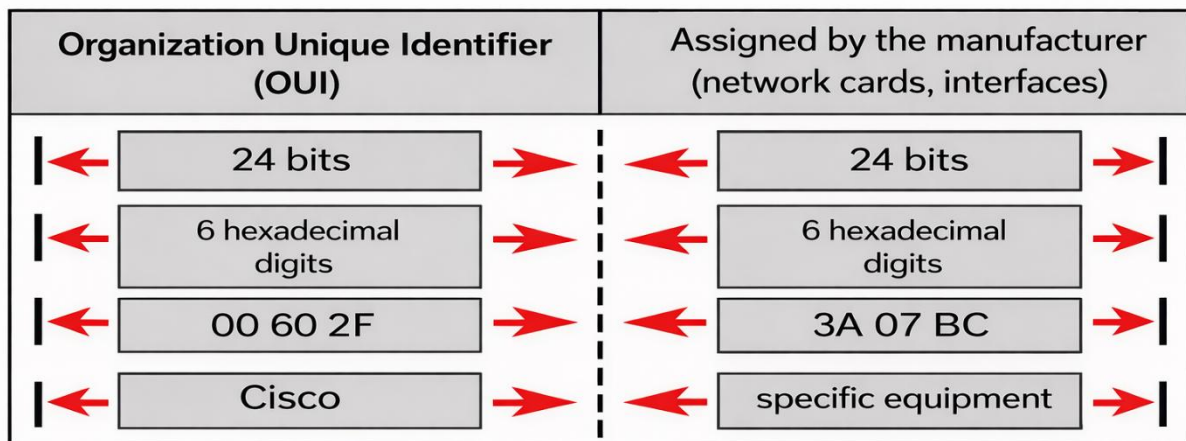 Organization Unique Identifier
(OUI)
Assigned by the manufacturer
(network cards, interfaces)
24 bits
24 bits
6 hexadecimal
digits
6 hexadecimal
digits
00 60 2F
3A 07 BC
Cisco
specific equipment